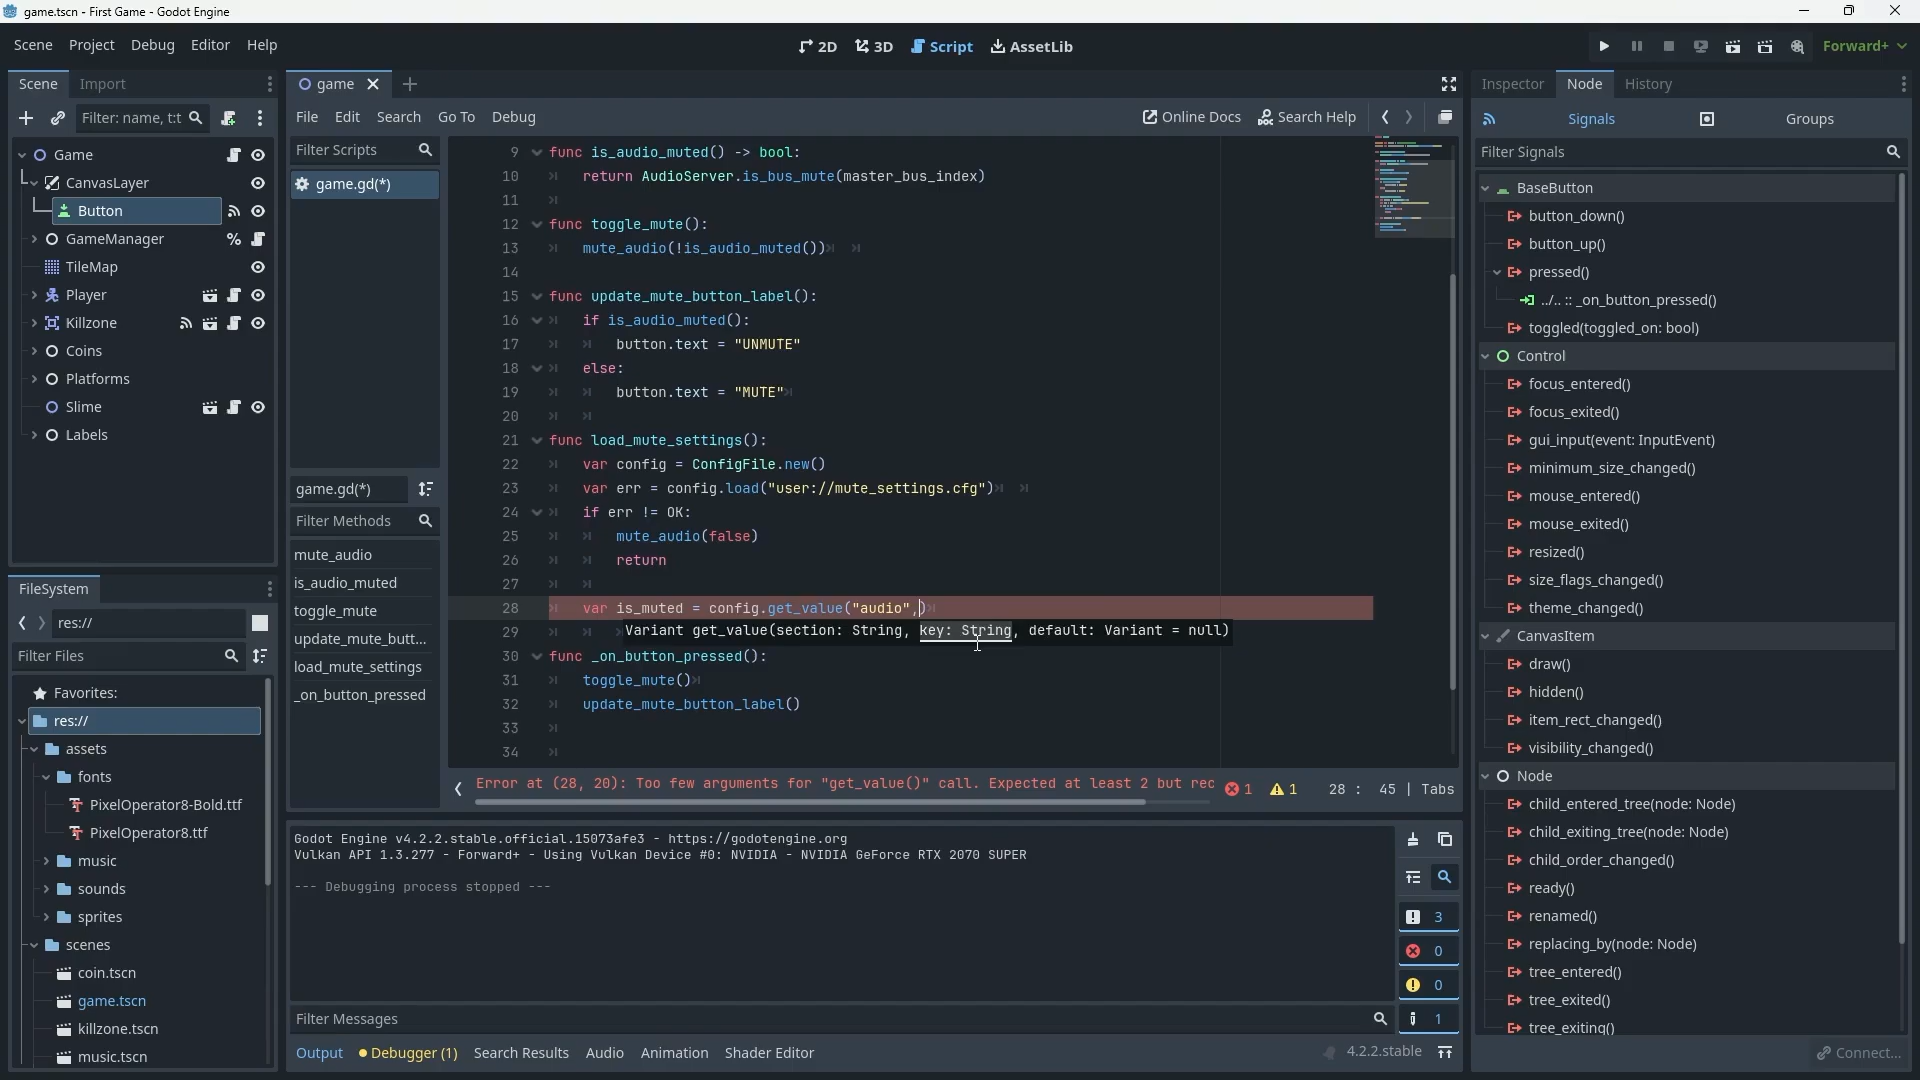 game.tscn - First Game - Godot Engine
Scene Project Debug Editor Help
2D 3D Script AssetLib
Forward+
Scene Import
Filter: name, t:t
Game
CanvasLayer
Button
GameManager
TileMap
Player
Killzone
Coins
Platforms
Slime
Labels
FileSystem
res://
Filter Files
Favorites:
res://
assets
fonts
PixelOperator8-Bold.ttf
PixelOperator8.ttf
music
sounds
sprites
scenes
coin.tscn
game.tscn
killzone.tscn
music.tscn
game
File Edit Search Go To Debug
Online Docs Search Help
Filter Scripts
game.gd(*)
game.gd(*)
Filter Methods
mute_audio
is_audio_muted
toggle_mute
update_mute_butt...
load_mute_settings
_on_button_pressed
9 func is_audio_muted() -> bool:
10 return AudioServer.is_bus_mute(master_bus_index)
11
12 func toggle_mute():
13 mute_audio(!is_audio_muted())
14
15 func update_mute_button_label():
16 if is_audio_muted():
17 button.text = "UNMUTE"
18 else:
19 button.text = "MUTE"
20
21 func load_mute_settings():
22 var config = ConfigFile.new()
23 var err = config.load("user://mute_settings.cfg")
24 if err != OK:
25 mute_audio(false)
26 return
27
28 var is_muted = config.get_value("audio",)
29 Variant get_value(section: String, key: String, default: Variant = null)
30 func _on_button_pressed():
31 toggle_mute()
32 update_mute_button_label()
33
34
Error at (28, 20): Too few arguments for "get_value()" call. Expected at least 2 but rec
1 1 28 : 45 | Tabs
Godot Engine v4.2.2.stable.official.15073afe3 - https://godotengine.org
Vulkan API 1.3.277 - Forward+ - Using Vulkan Device #0: NVIDIA - NVIDIA GeForce RTX 2070 SUPER
--- Debugging process stopped ---
3
0
0
1
Filter Messages
Output Debugger (1) Search Results Audio Animation Shader Editor
4.2.2.stable
Inspector Node History
Signals Groups
Filter Signals
BaseButton
button_down()
button_up()
pressed()
../.. :: _on_button_pressed()
toggled(toggled_on: bool)
Control
focus_entered()
focus_exited()
gui_input(event: InputEvent)
minimum_size_changed()
mouse_entered()
mouse_exited()
resized()
size_flags_changed()
theme_changed()
CanvasItem
draw()
hidden()
item_rect_changed()
visibility_changed()
Node
child_entered_tree(node: Node)
child_exiting_tree(node: Node)
child_order_changed()
ready()
renamed()
replacing_by(node: Node)
tree_entered()
tree_exited()
tree_exiting()
Connect...